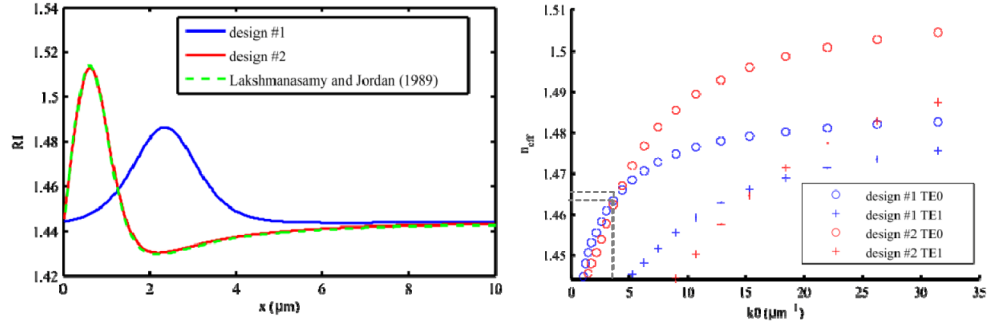 1.54
1.52
1.5
1.48
1.46
1.44
1.42
RI
0
2
4
6
8
10
x (μm)
design #1
design #2
Lakshmanasamy and Jordan (1989)
1.51
1.5
1.49
1.48
1.47
1.46
1.45
neff
0
5
10
15
20
25
30
35
k0 (μm⁻¹)
design #1 TE0
design #1 TE1
design #2 TE0
design #2 TE1